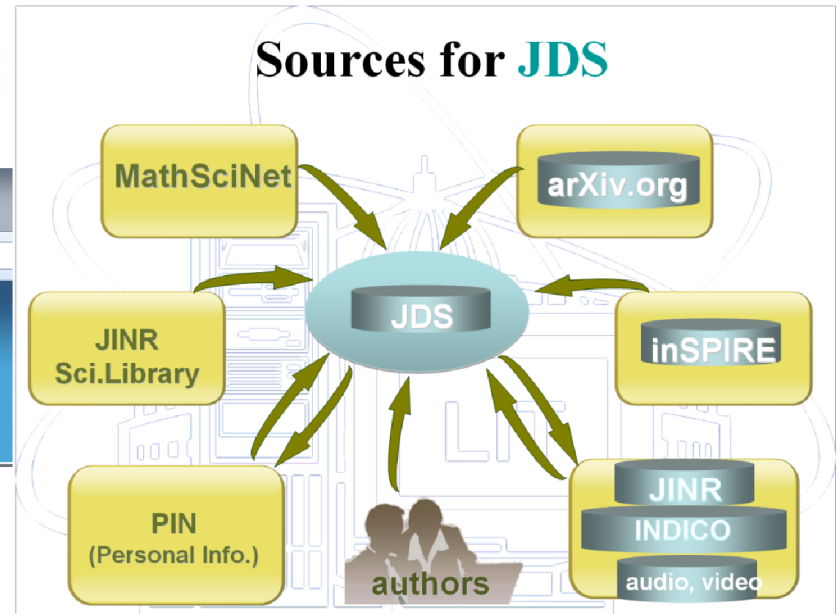 Sources for JDS
MathSciNet
arXiv.org
JDS
JINR
Sci.Library
inSPIRE
LIT
PIN
(Personal Info.)
authors
JINR
INDICO
audio, video